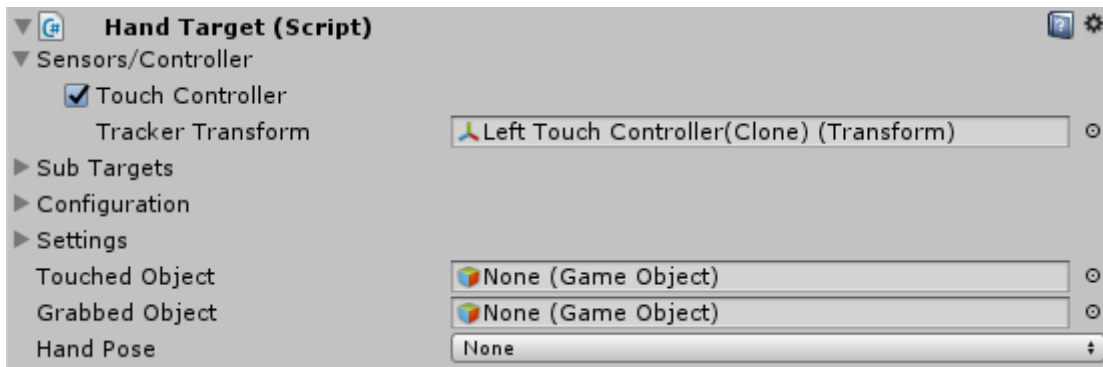 Hand Target (Script)
Sensors/Controller
Touch Controller
Tracker Transform Left Touch Controller(Clone) (Transform)
Sub Targets
Configuration
Settings
Touched Object None (Game Object)
Grabbed Object None (Game Object)
Hand Pose None